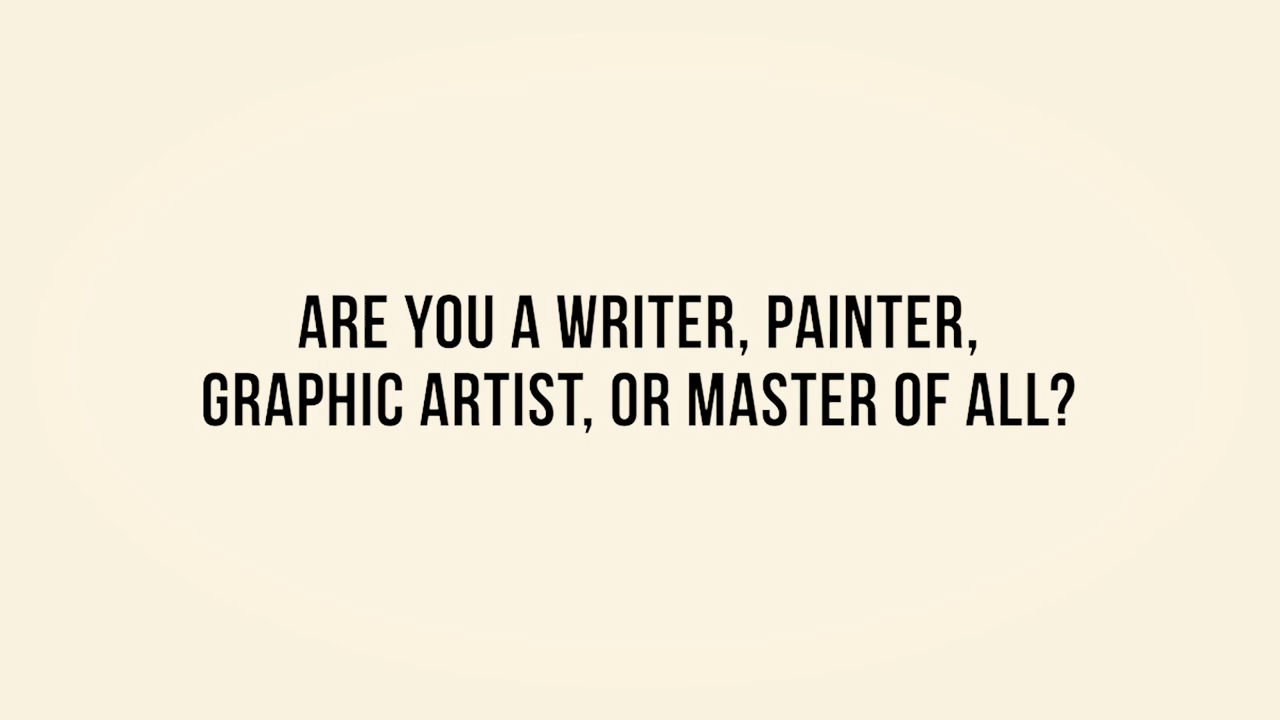 ARE YOU A WRITER, PAINTER,
GRAPHIC ARTIST, OR MASTER OF ALL?